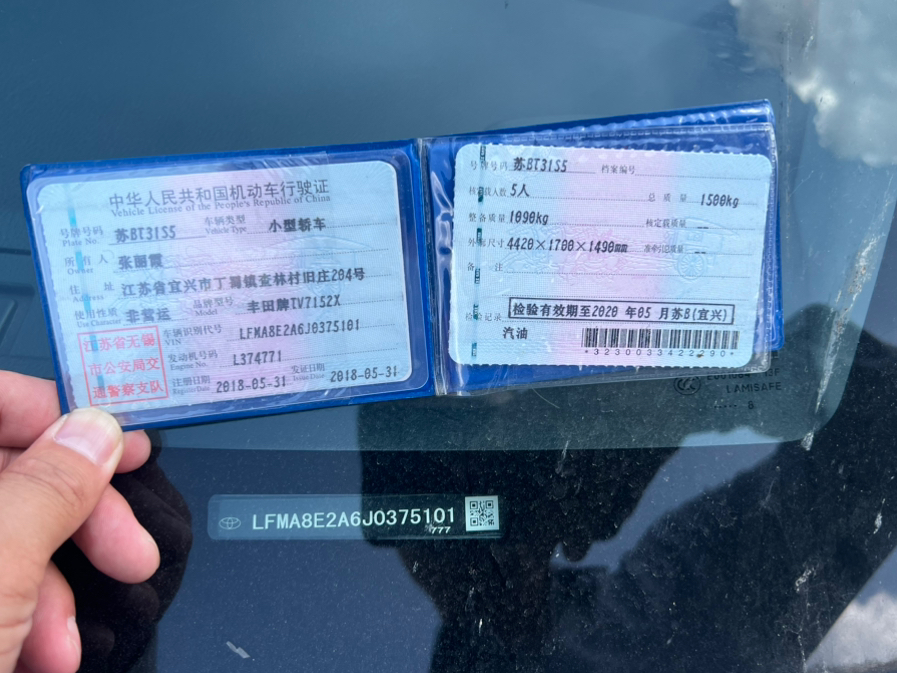 中华人民共和国机动车行驶证
Vehicle License of the People's Republic of China
号牌号码 苏BT31S5 车辆类型 小型轿车
Plate No. Vehicle Type
所有人 张丽霞
Owner
住址 江苏省宜兴市丁蜀镇查林村旧庄204号
Address
使用性质 非营运 品牌型号 丰田牌TV7152X
Use Character Model
江苏省无锡
市公安局交
通警察支队
车辆识别代号 LFMA8E2A6J0375101
VIN
发动机号码 L374771
Engine No.
注册日期 2018-05-31 发证日期 2018-05-31
Register Date Issue Date
号牌号码 苏BT31S5 档案编号
核定载人数 5人 总质量 1500kg
整备质量 1090kg 核定载质量 --
外廓尺寸 4420×1700×1490mm 准牵引总质量 --
备注
检验记录 检验有效期至2020年05月苏B(宜兴)
汽油
*3230033422290*
LAMISAFE
8
LFMA8E2A6J0375101
777